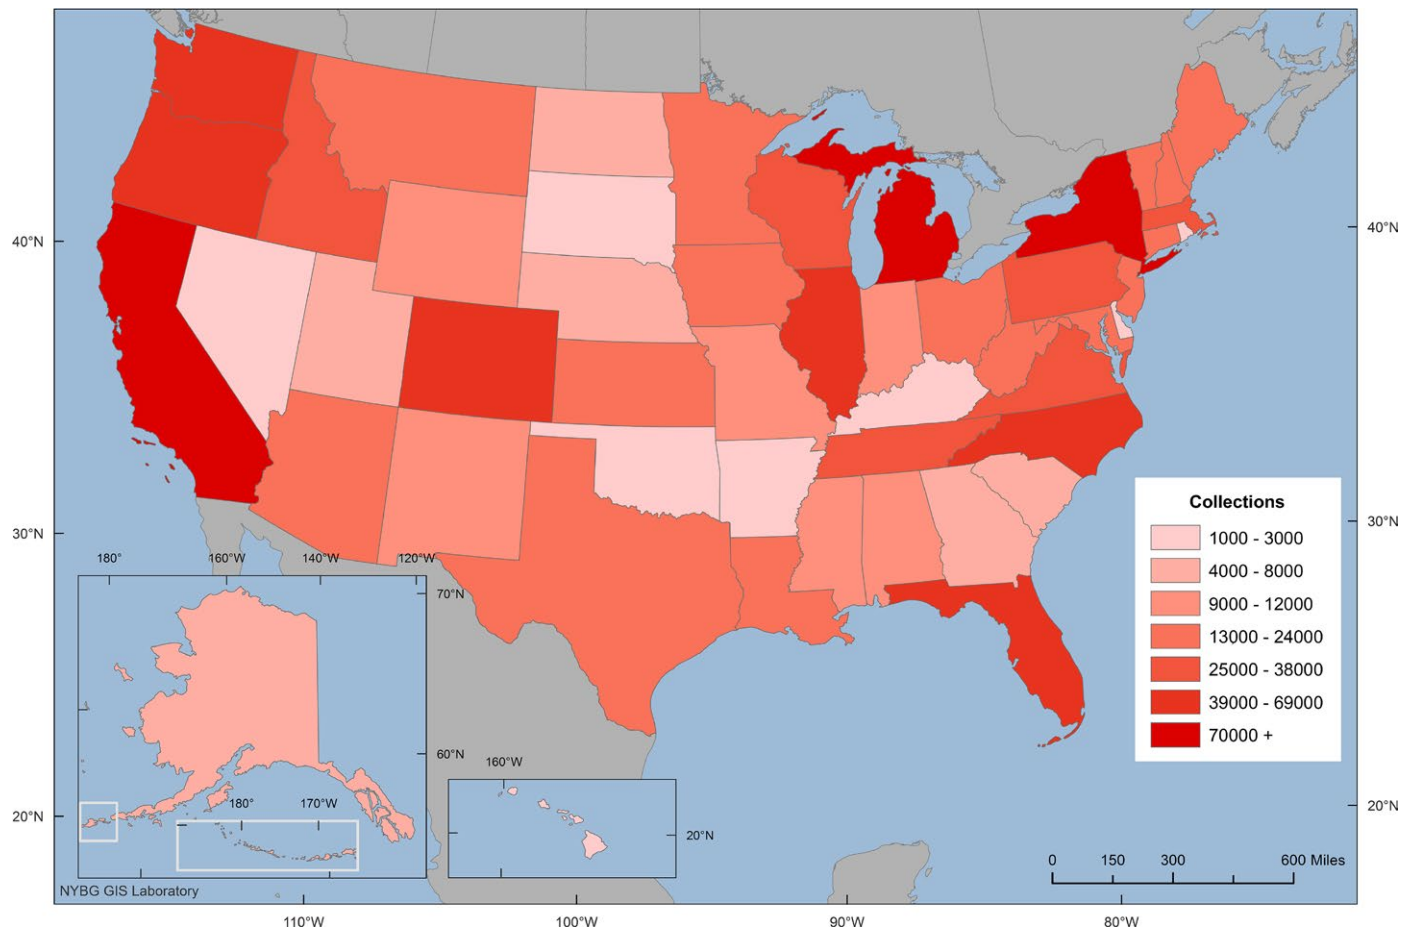 40°N
40°N
Collections
1000 - 3000
4000 - 8000
9000 - 12000
13000 - 24000
25000 - 38000
39000 - 69000
70000 +
30°N
30°N
180°
160°W
140°W
120°W
70°N
60°N
160°W
180°
170°W
20°N
20°N
20°N
0
150
300
600 Miles
NYBG GIS Laboratory
110°W
100°W
90°W
80°W